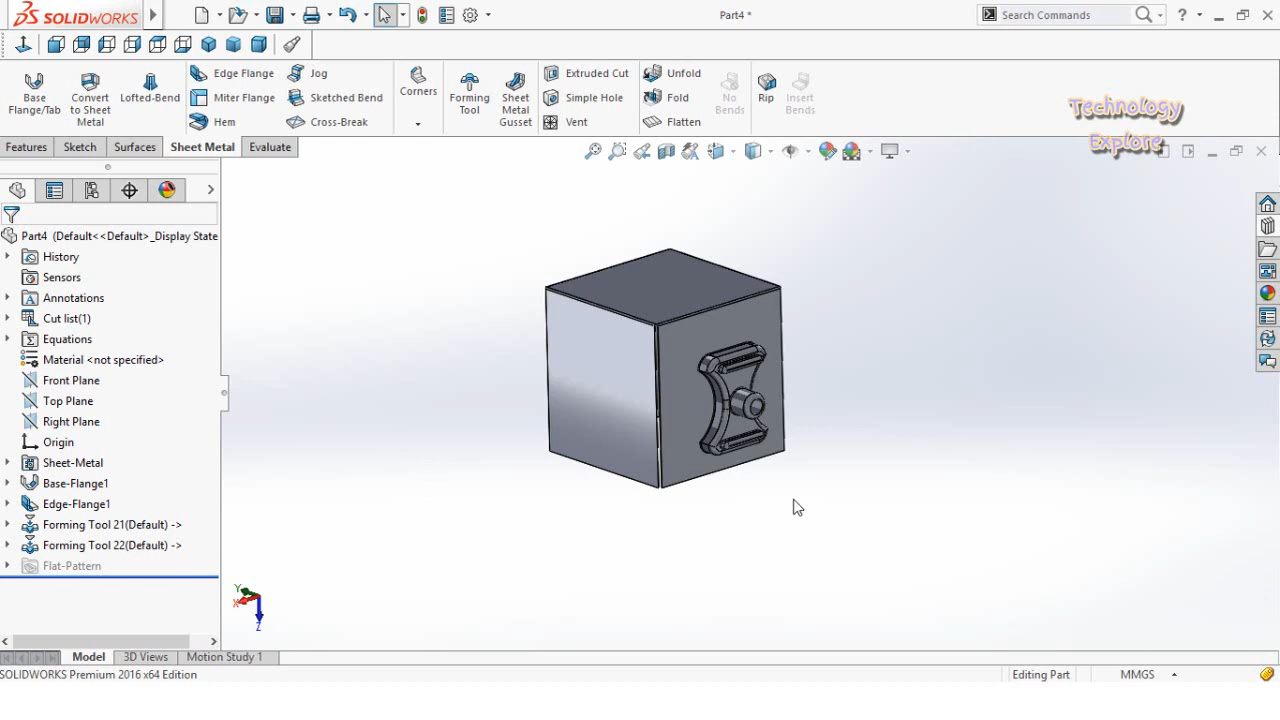 SOLIDWORKS
Part4 *
Search Commands
?
Base Flange/Tab
Convert to Sheet Metal
Lofted-Bend
Edge Flange
Miter Flange
Hem
Jog
Sketched Bend
Cross-Break
Corners
Forming Tool
Sheet Metal Gusset
Extruded Cut
Simple Hole
Vent
Unfold
Fold
Flatten
No Bends
Rip
Insert Bends
Technology
Explore
Features
Sketch
Surfaces
Sheet Metal
Evaluate
Part4 (Default<<Default>_Display State
History
Sensors
Annotations
Cut list(1)
Equations
Material <not specified>
Front Plane
Top Plane
Right Plane
Origin
Sheet-Metal
Base-Flange1
Edge-Flange1
Forming Tool 21(Default) ->
Forming Tool 22(Default) ->
Flat-Pattern
Y
X
Z
Model
3D Views
Motion Study 1
SOLIDWORKS Premium 2016 x64 Edition
Editing Part
MMGS